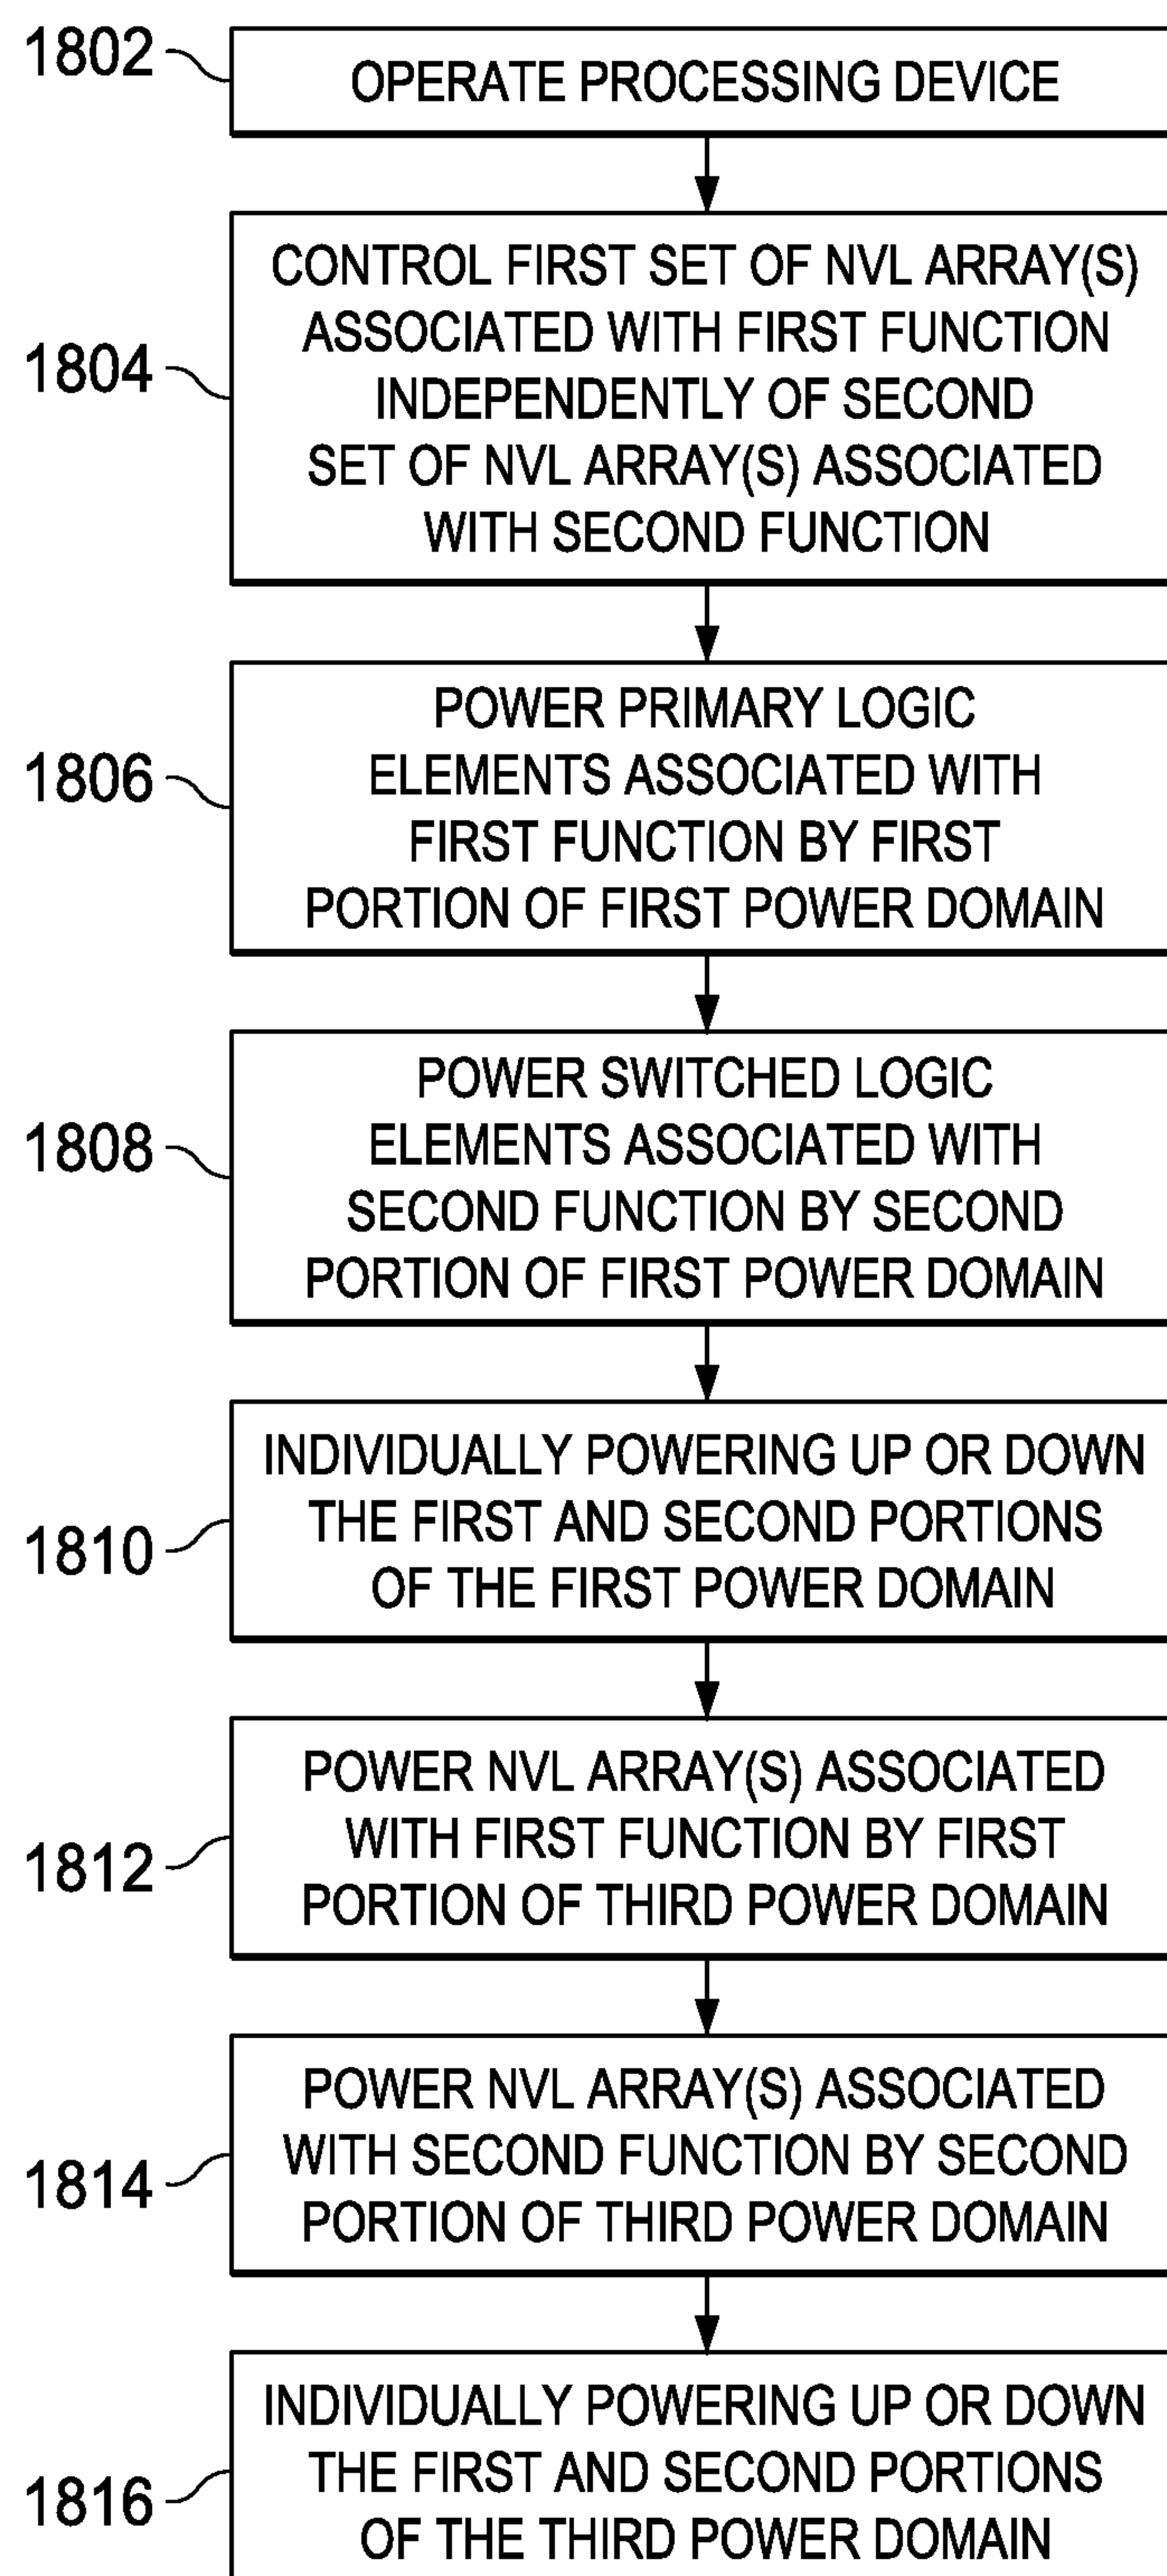 1802
OPERATE PROCESSING DEVICE
1804
CONTROL FIRST SET OF NVL ARRAY(S)
ASSOCIATED WITH FIRST FUNCTION
INDEPENDENTLY OF SECOND
SET OF NVL ARRAY(S) ASSOCIATED
WITH SECOND FUNCTION
1806
POWER PRIMARY LOGIC
ELEMENTS ASSOCIATED WITH
FIRST FUNCTION BY FIRST
PORTION OF FIRST POWER DOMAIN
1808
POWER SWITCHED LOGIC
ELEMENTS ASSOCIATED WITH
SECOND FUNCTION BY SECOND
PORTION OF FIRST POWER DOMAIN
1810
INDIVIDUALLY POWERING UP OR DOWN
THE FIRST AND SECOND PORTIONS
OF THE FIRST POWER DOMAIN
1812
POWER NVL ARRAY(S) ASSOCIATED
WITH FIRST FUNCTION BY FIRST
PORTION OF THIRD POWER DOMAIN
1814
POWER NVL ARRAY(S) ASSOCIATED
WITH SECOND FUNCTION BY SECOND
PORTION OF THIRD POWER DOMAIN
1816
INDIVIDUALLY POWERING UP OR DOWN
THE FIRST AND SECOND PORTIONS
OF THE THIRD POWER DOMAIN